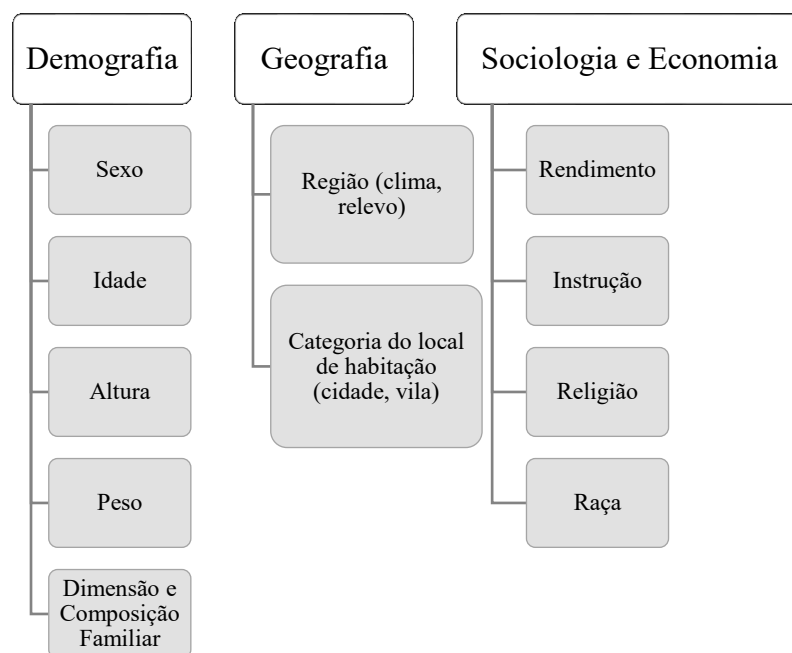 Demografia
Sexo
Idade
Altura
Peso
Dimensão e
Composição
Familiar
Geografia
Região (clima,
relevo)
Categoria do local
de habitação
(cidade, vila)
Sociologia e Economia
Rendimento
Instrução
Religião
Raça